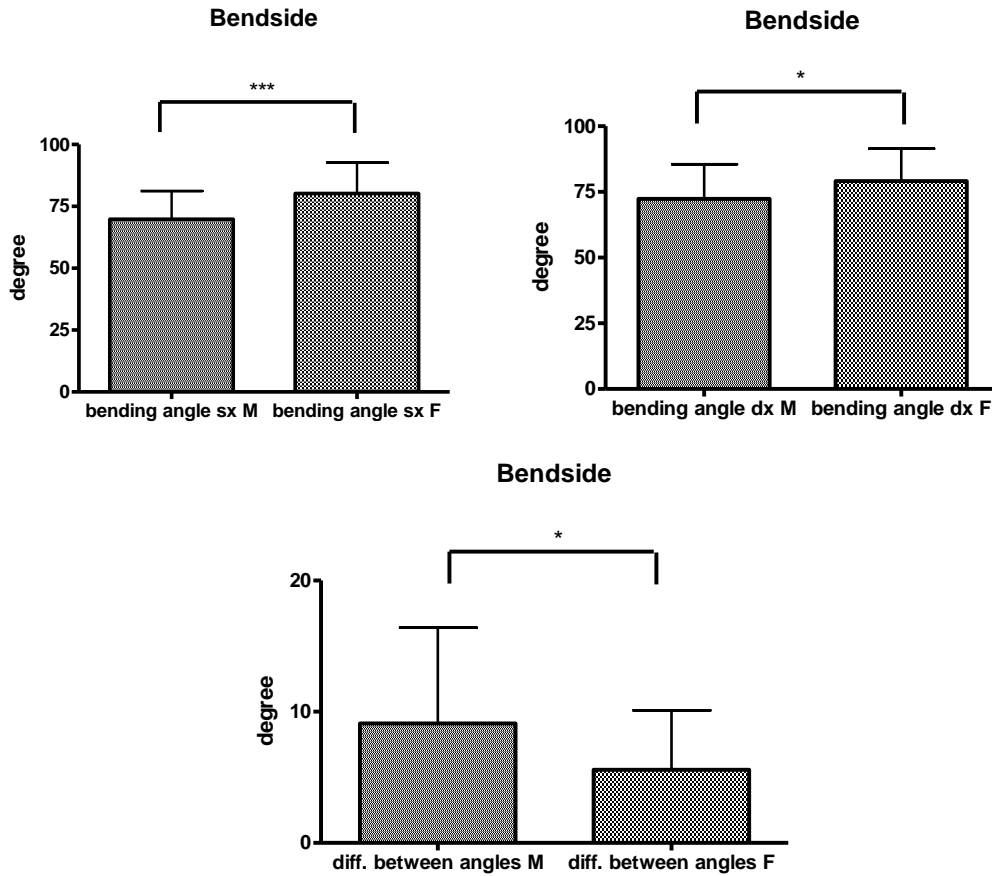 Bendside
***
100
75
50
25
0
degree
bending angle sx M
bending angle sx F
Bendside
*
100
75
50
25
0
degree
bending angle dx M
bending angle dx F
Bendside
*
20
10
0
degree
diff. between angles M
diff. between angles F